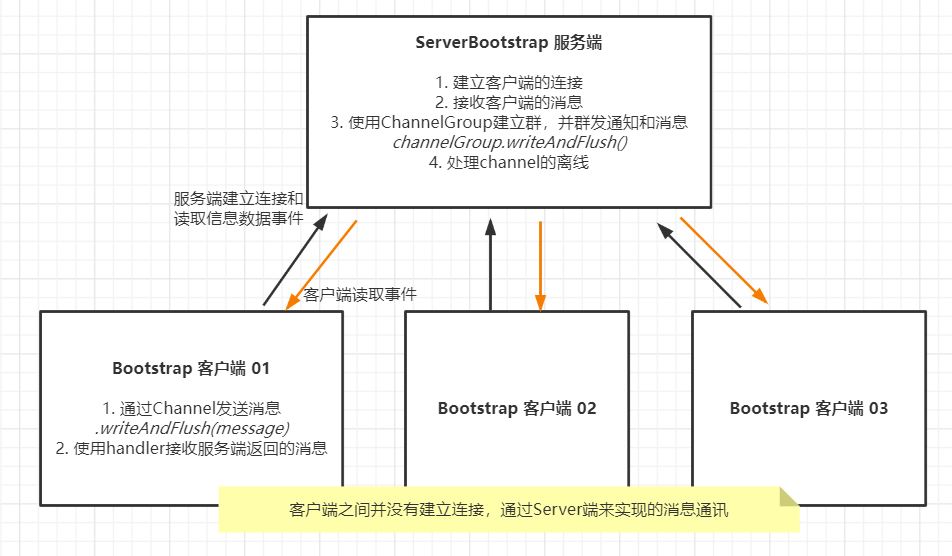 ServerBootstrap 服务端
1. 建立客户端的连接
2. 接收客户端的消息
3. 使用ChannelGroup建立群，并群发通知和消息
channelGroup.writeAndFlush()
4. 处理channel的离线
服务端建立连接和
读取信息数据事件
客户端读取事件
Bootstrap 客户端 01
1. 通过Channel发送消息
.writeAndFlush(message)
2. 使用handler接收服务端返回的消息
Bootstrap 客户端 02
Bootstrap 客户端 03
客户端之间并没有建立连接，通过Server端来实现的消息通讯